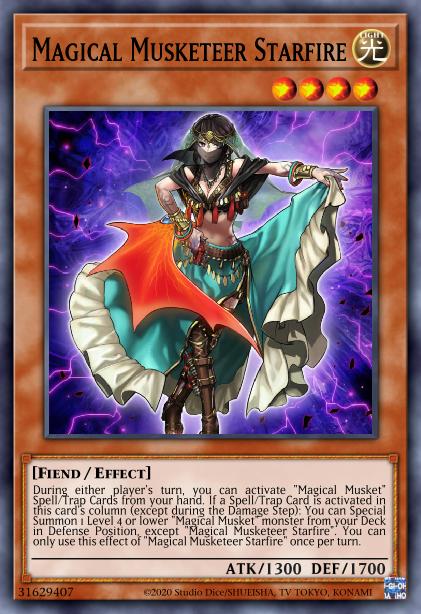 MAGICAL MUSKETEER STARFIRE
LIGHT
光
[FIEND / EFFECT]
During either player's turn, you can activate "Magical Musket"
Spell/Trap Cards from your hand. If a Spell/Trap Card is activated in
this card's column (except during the Damage Step): You can Special
Summon 1 Level 4 or lower "Magical Musket" monster from your Deck
in Defense Position, except "Magical Musketeer Starfire". You can
only use this effect of "Magical Musketeer Starfire" once per turn.
ATK/1300 DEF/1700
31629407 ©2020 Studio Dice/SHUEISHA, TV TOKYO, KONAMI